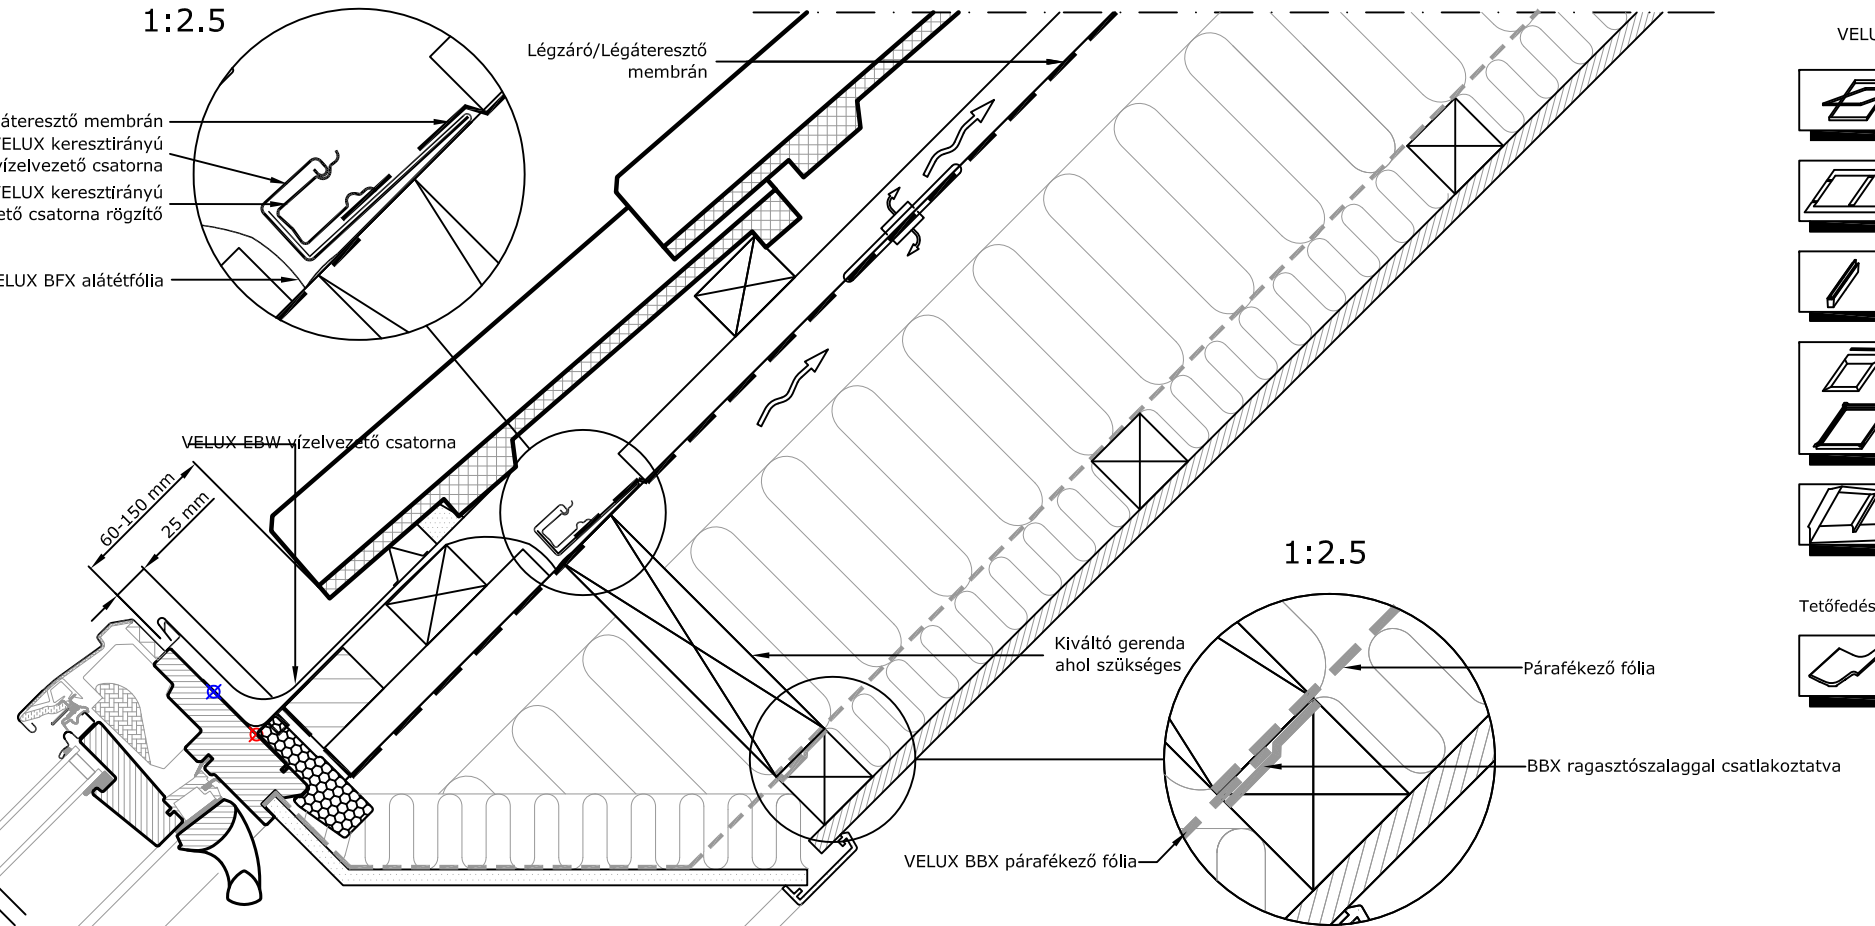 1:2.5
Légzáró/Légáteresztő
membrán
áteresztő membrán
VELUX keresztirányú
vízelvezető csatorna
VELUX keresztirányú
ető csatorna rögzítő
VELUX BFX alátétfólia
VELUX EBW vízelvezető csatorna
60-150 mm
25 mm
1:2.5
Kiváltó gerenda
ahol szükséges
Párafékező fólia
BBX ragasztószalaggal csatlakoztatva
VELUX BBX párafékező fólia
VELU
Tetőfedés